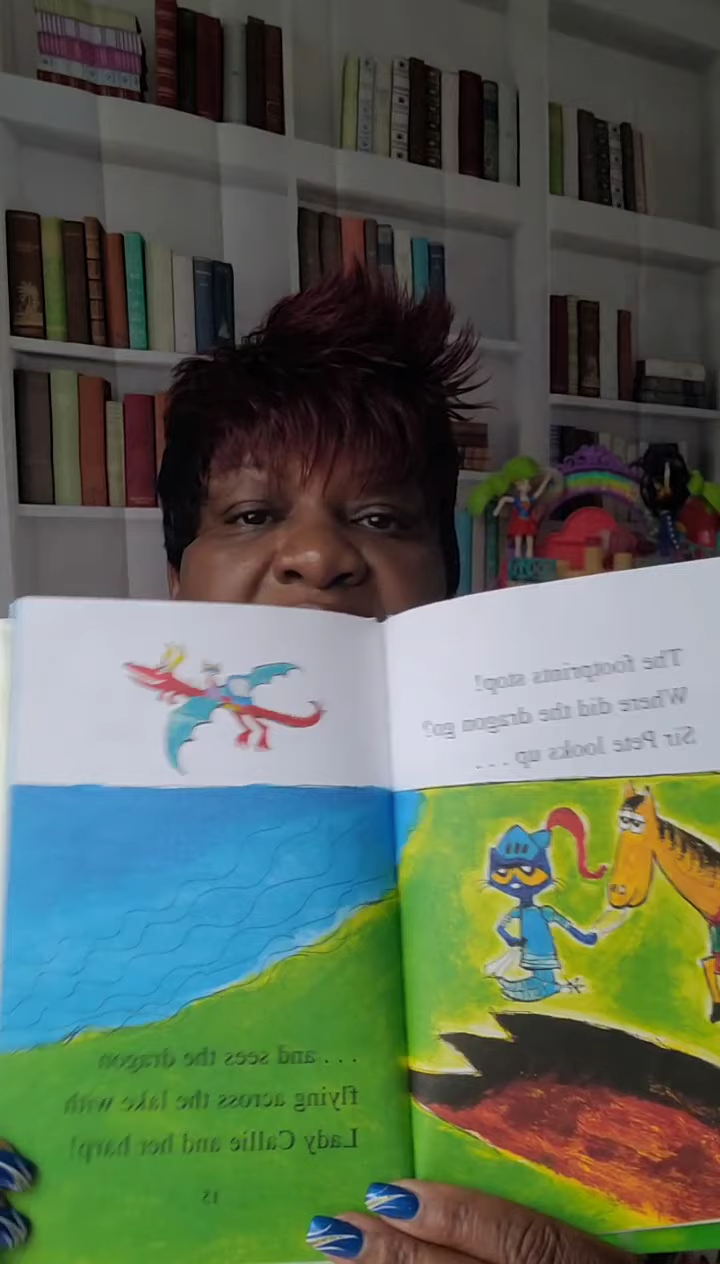 The footprints stop!
Where did the dragon go?
Sir Pete looks up . . . .
. . . and sees the dragon
flying across the lake with
Lady Callie and her harp!
15